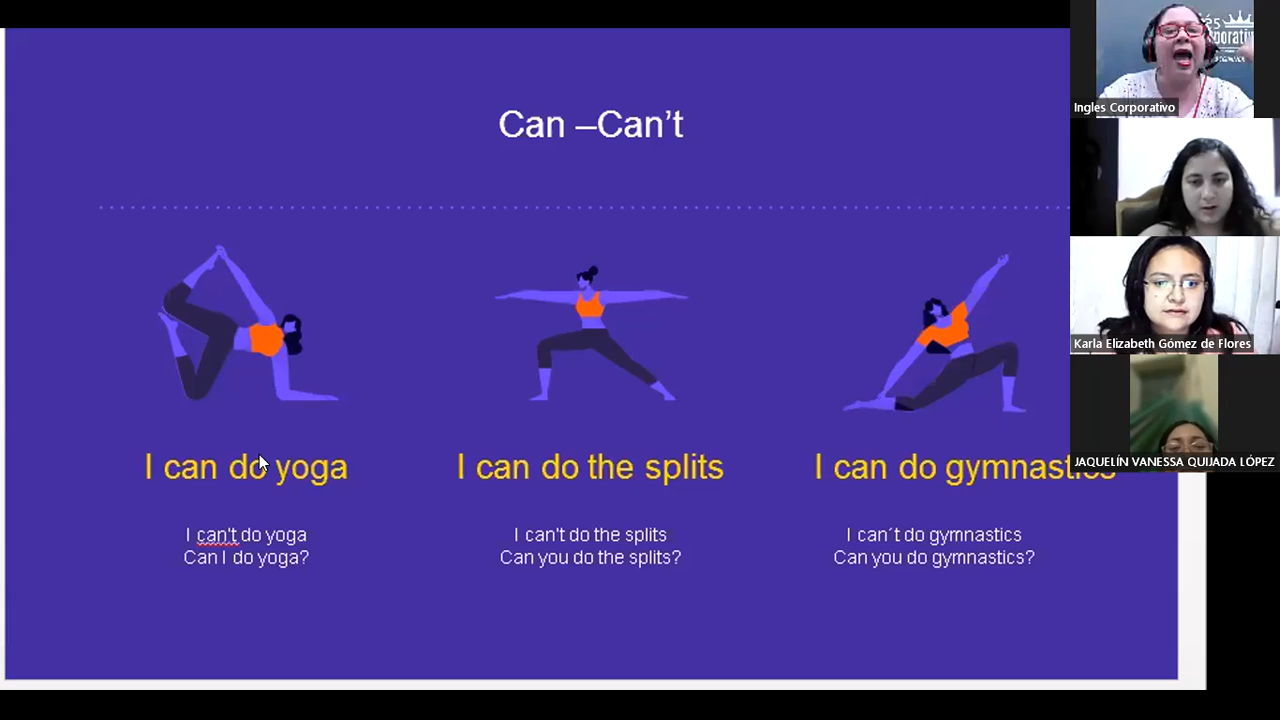 Can –Can't
I can do yoga
I can't do yoga
Can I do yoga?
I can do the splits
I can't do the splits
Can you do the splits?
I can do gymnastics
I can´t do gymnastics
Can you do gymnastics?
Ingles Corporativo
Karla Elizabeth Gómez de Flores
JAQUELÍN VANESSA QUIJADA LÓPEZ